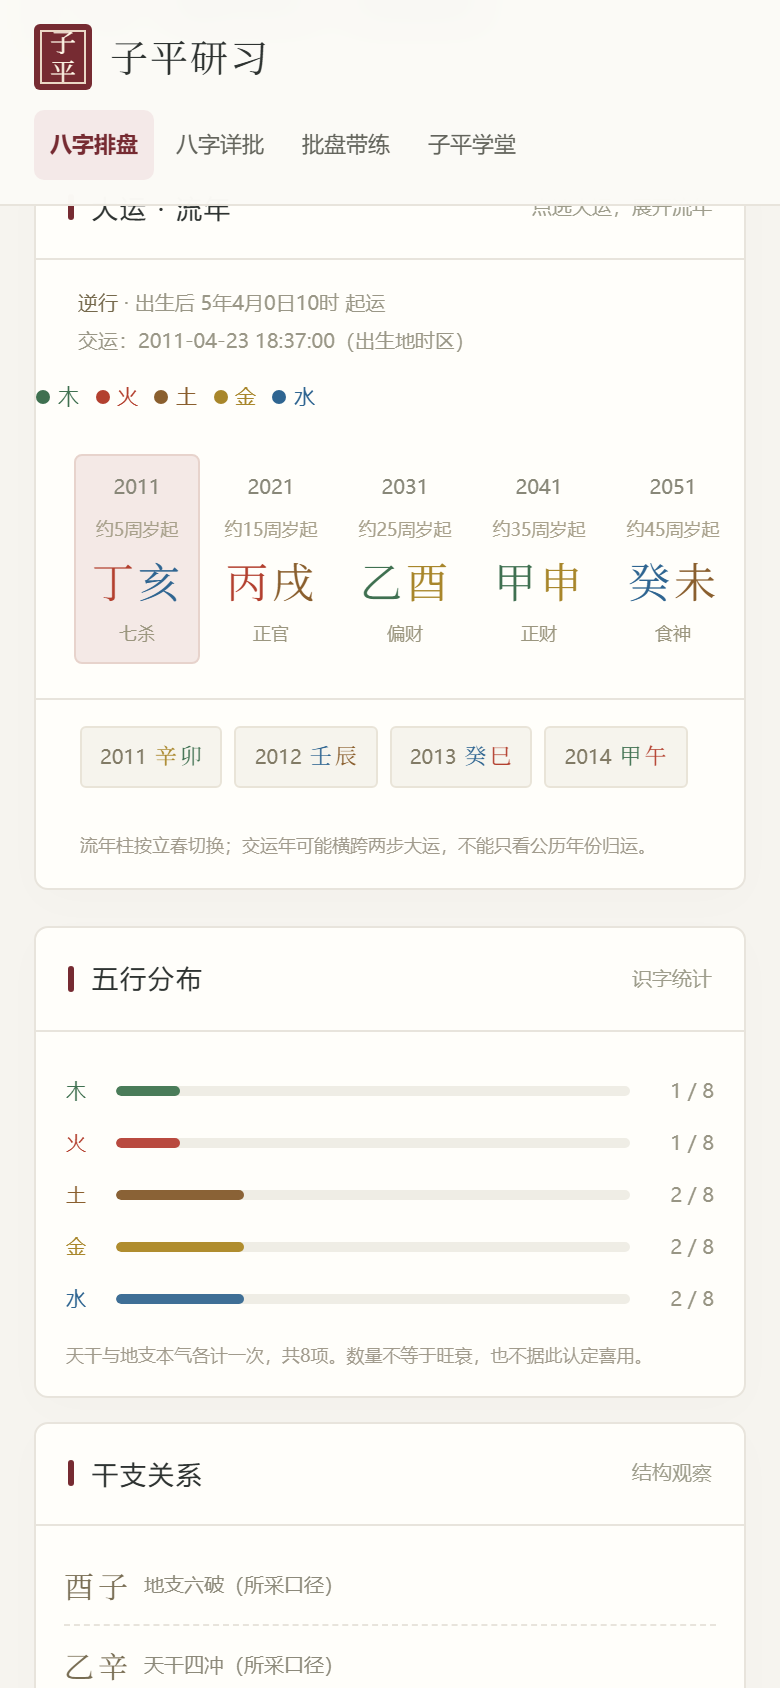 子平
子平研习
八字排盘 八字详批 批盘带练 子平学堂
大运 · 流年 点选大运，展开流年
逆行 · 出生后 5年4月0日10时 起运
交运：2011-04-23 18:37:00（出生地时区）
木 火 土 金 水
2011 2021 2031 2041 2051
约5周岁起 约15周岁起 约25周岁起 约35周岁起 约45周岁起
丁亥 丙戌 乙酉 甲申 癸未
七杀 正官 偏财 正财 食神
2011 辛卯 2012 壬辰 2013 癸巳 2014 甲午
流年柱按立春切换；交运年可能横跨两步大运，不能只看公历年份归运。
五行分布 识字统计
木 1 / 8
火 1 / 8
土 2 / 8
金 2 / 8
水 2 / 8
天干与地支本气各计一次，共8项。数量不等于旺衰，也不据此认定喜用。
干支关系 结构观察
酉子 地支六破（所采口径）
乙辛 天干四冲（所采口径）